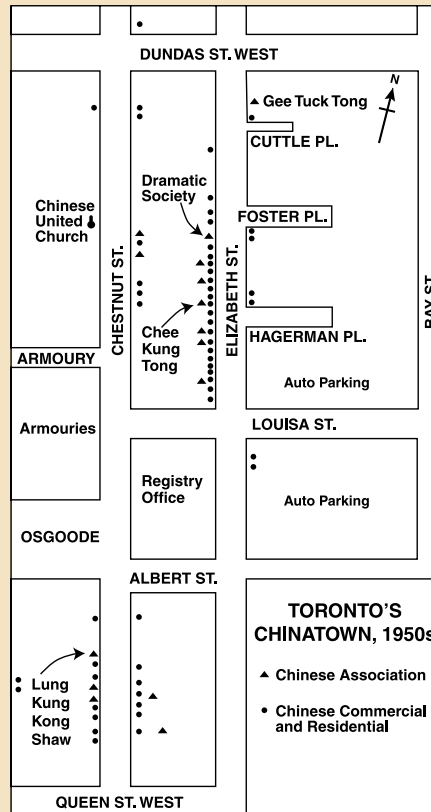 DUNDAS ST. WEST
N
Gee Tuck Tong
CUTTLE PL.
Dramatic
Society
Chinese
United
Church
FOSTER PL.
CHESTNUT ST.
ELIZABETH ST.
BAY ST.
Chee
Kung
Tong
HAGERMAN PL.
ARMOURY
Auto Parking
Armouries
LOUISA ST.
Registry
Office
Auto Parking
OSGOODE
ALBERT ST.
TORONTO'S
CHINATOWN, 1950s
Chinese Association
Chinese Commercial
and Residential
Lung
Kung
Kong
Shaw
QUEEN ST. WEST